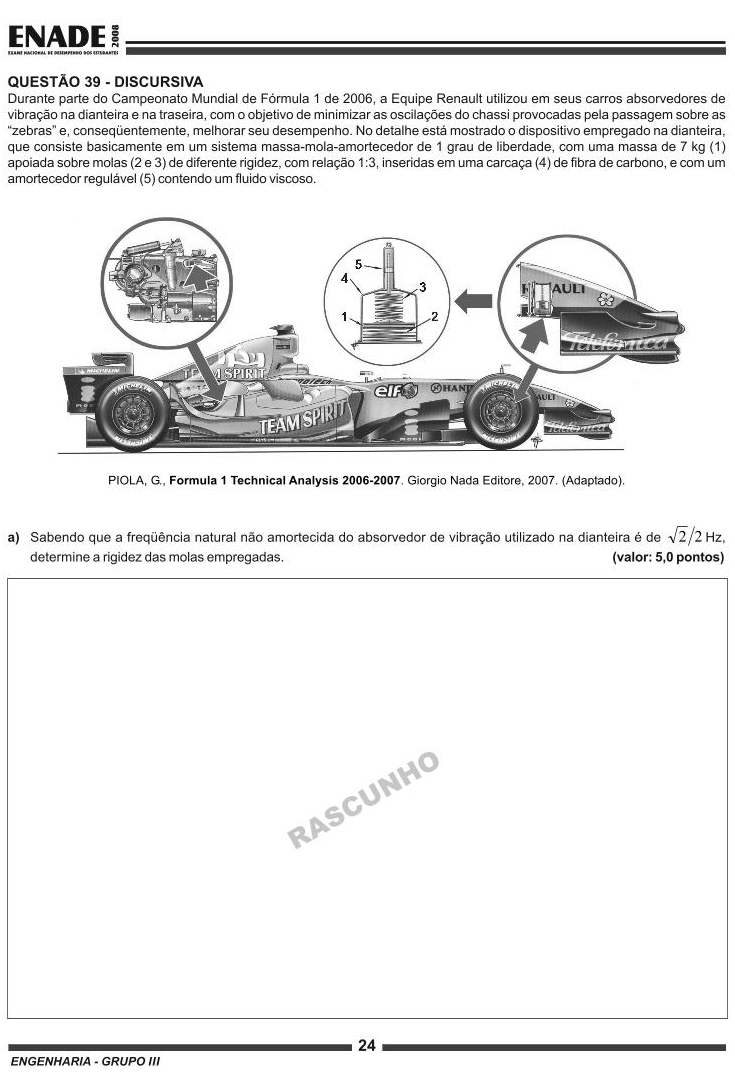 ENADE 2008
EXAME NACIONAL DE DESEMPENHO DOS ESTUDANTES
QUESTÃO 39 - DISCURSIVA
Durante parte do Campeonato Mundial de Fórmula 1 de 2006, a Equipe Renault utilizou em seus carros absorvedores de
vibração na dianteira e na traseira, com o objetivo de minimizar as oscilações do chassi provocadas pela passagem sobre as
“zebras” e, conseqüentemente, melhorar seu desempenho. No detalhe está mostrado o dispositivo empregado na dianteira,
que consiste basicamente em um sistema massa-mola-amortecedor de 1 grau de liberdade, com uma massa de 7 kg (1)
apoiada sobre molas (2 e 3) de diferente rigidez, com relação 1:3, inseridas em uma carcaça (4) de fibra de carbono, e com um
amortecedor regulável (5) contendo um fluido viscoso.
5
4
3
1
2
AULT
Telefónica
MICHELIN
TEAM SPIRIT
elf
HANT
MICHELIN
AULT
TEAM SPIRIT
MICHELIN
Telefónica
PIOLA, G., Formula 1 Technical Analysis 2006-2007. Giorgio Nada Editore, 2007. (Adaptado).
a) Sabendo que a freqüência natural não amortecida do absorvedor de vibração utilizado na dianteira é de √2/2 Hz,
determine a rigidez das molas empregadas. (valor: 5,0 pontos)
RASCUNHO
24
ENGENHARIA - GRUPO III